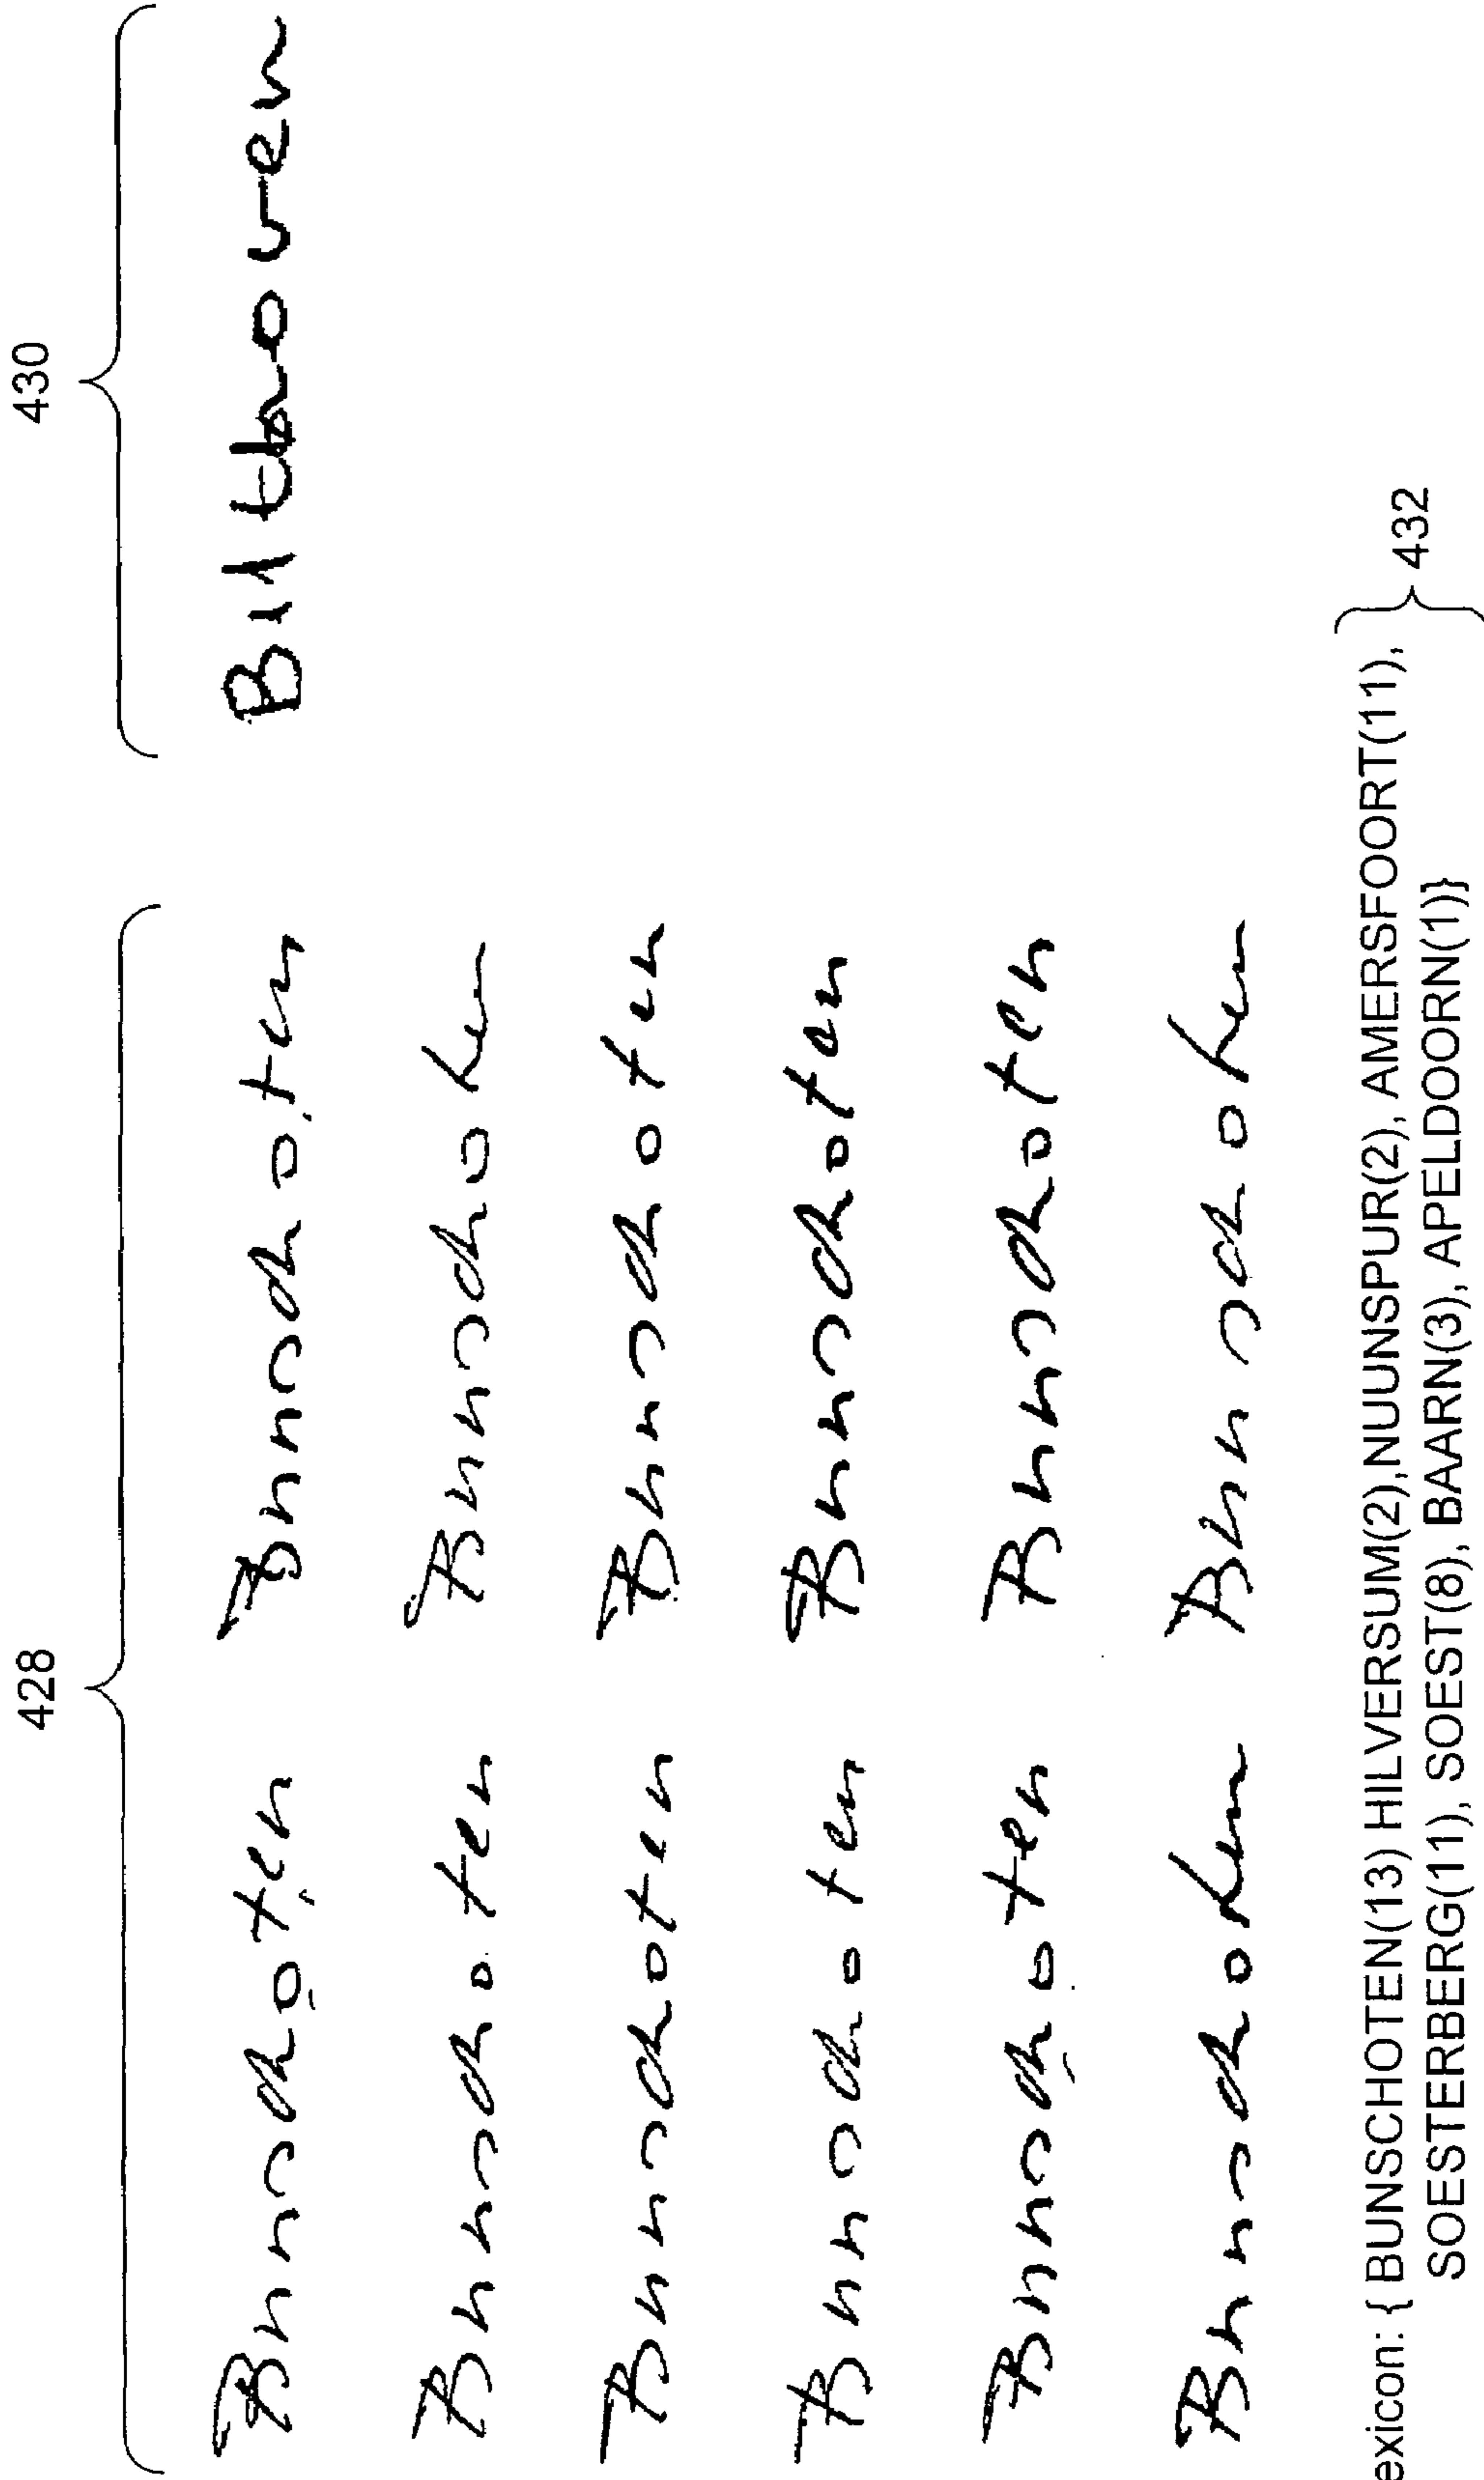 428 430
Bunschoten Bunschoten Bilthoven
Bunschoten Bunschoten
Bunschoten Bunschoten
Bunschoten Bunschoten
Bunschoten Bunschoten
Bunschoten Bunschoten
exicon: { BUNSCHOTEN(13) HILVERSUM(2),NUUNSPUR(2), AMERSFOORT(11),
SOESTERBERG(11), SOEST(8), BAARN(3), APELDOORN(1)}
432